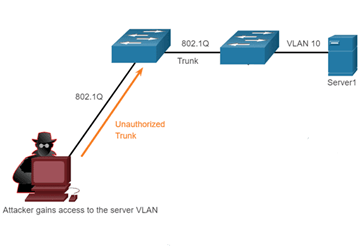 802.1Q
VLAN 10
Trunk
Server1
802.1Q
Unauthorized
Trunk
Attacker gains access to the server VLAN